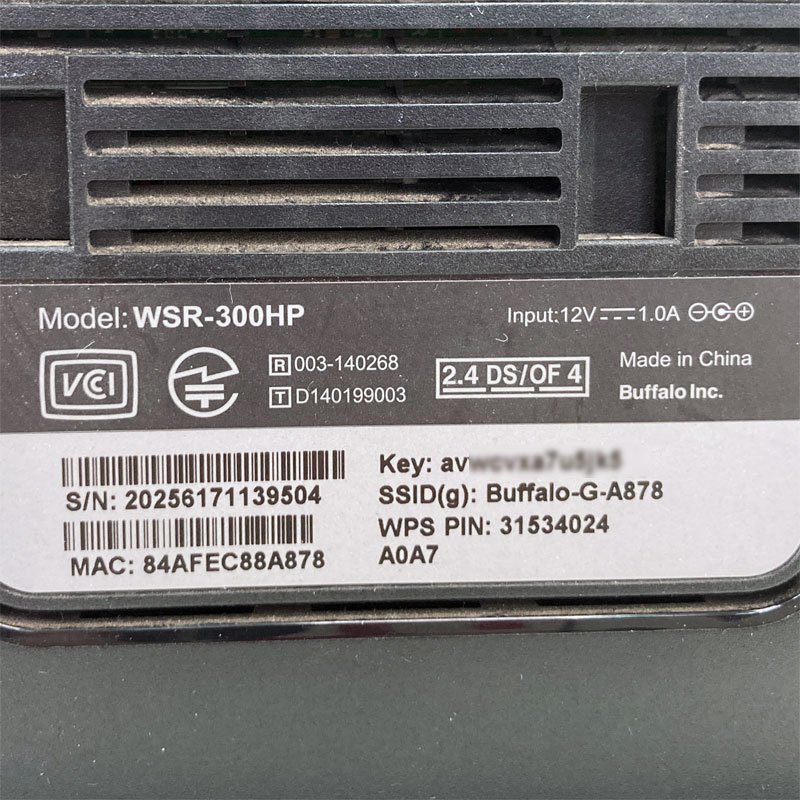 Model: WSR-300HP
Input:12V⎓1.0A
VCCI
R 003-140268
T D140199003
2.4 DS/OF 4
Made in China
Buffalo Inc.
S/N: 20256171139504
MAC: 84AFEC88A878
Key: av
SSID(g): Buffalo-G-A878
WPS PIN: 31534024
A0A7